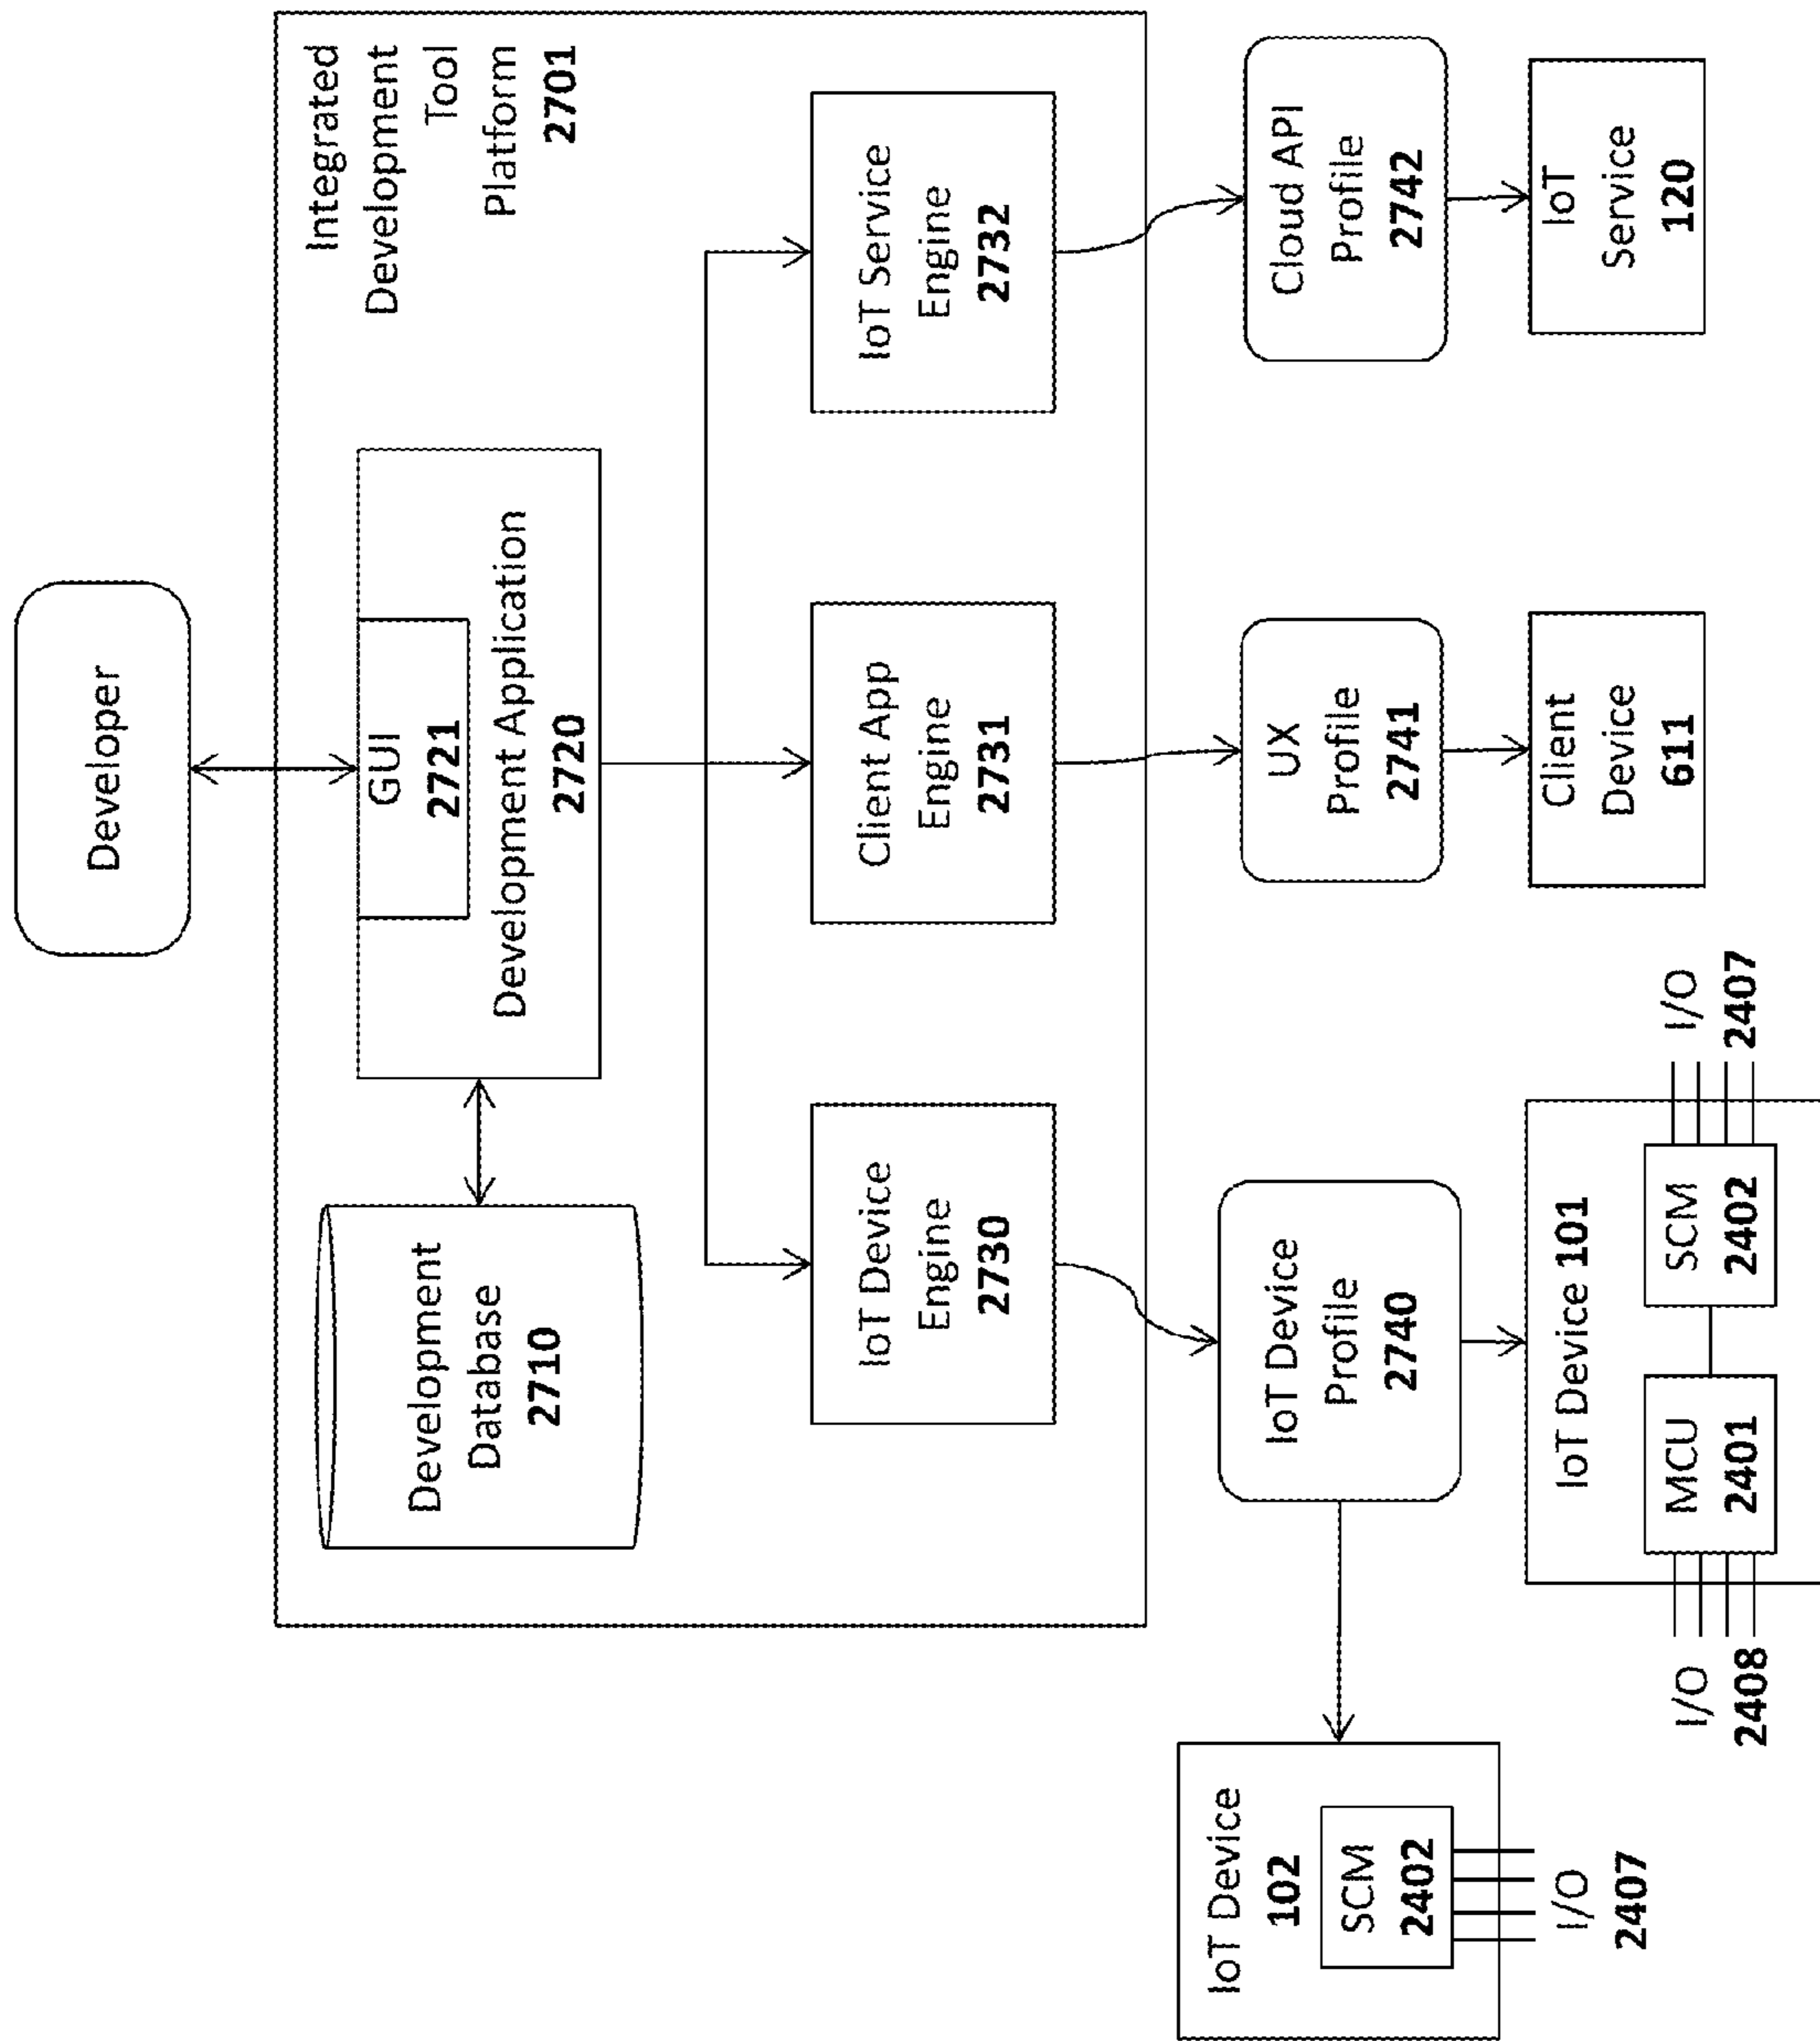 Developer
Integrated
Development
Tool
Platform
2701
GUI
2721
Development Application
2720
Development
Database
2710
IoT Device
Engine
2730
Client App
Engine
2731
IoT Service
Engine
2732
IoT Device
Profile
2740
UX
Profile
2741
Cloud API
Profile
2742
IoT Device
102
SCM
2402
I/O
2407
IoT Device 101
MCU
2401
SCM
2402
I/O
2408
I/O
2407
Client
Device
611
IoT
Service
120